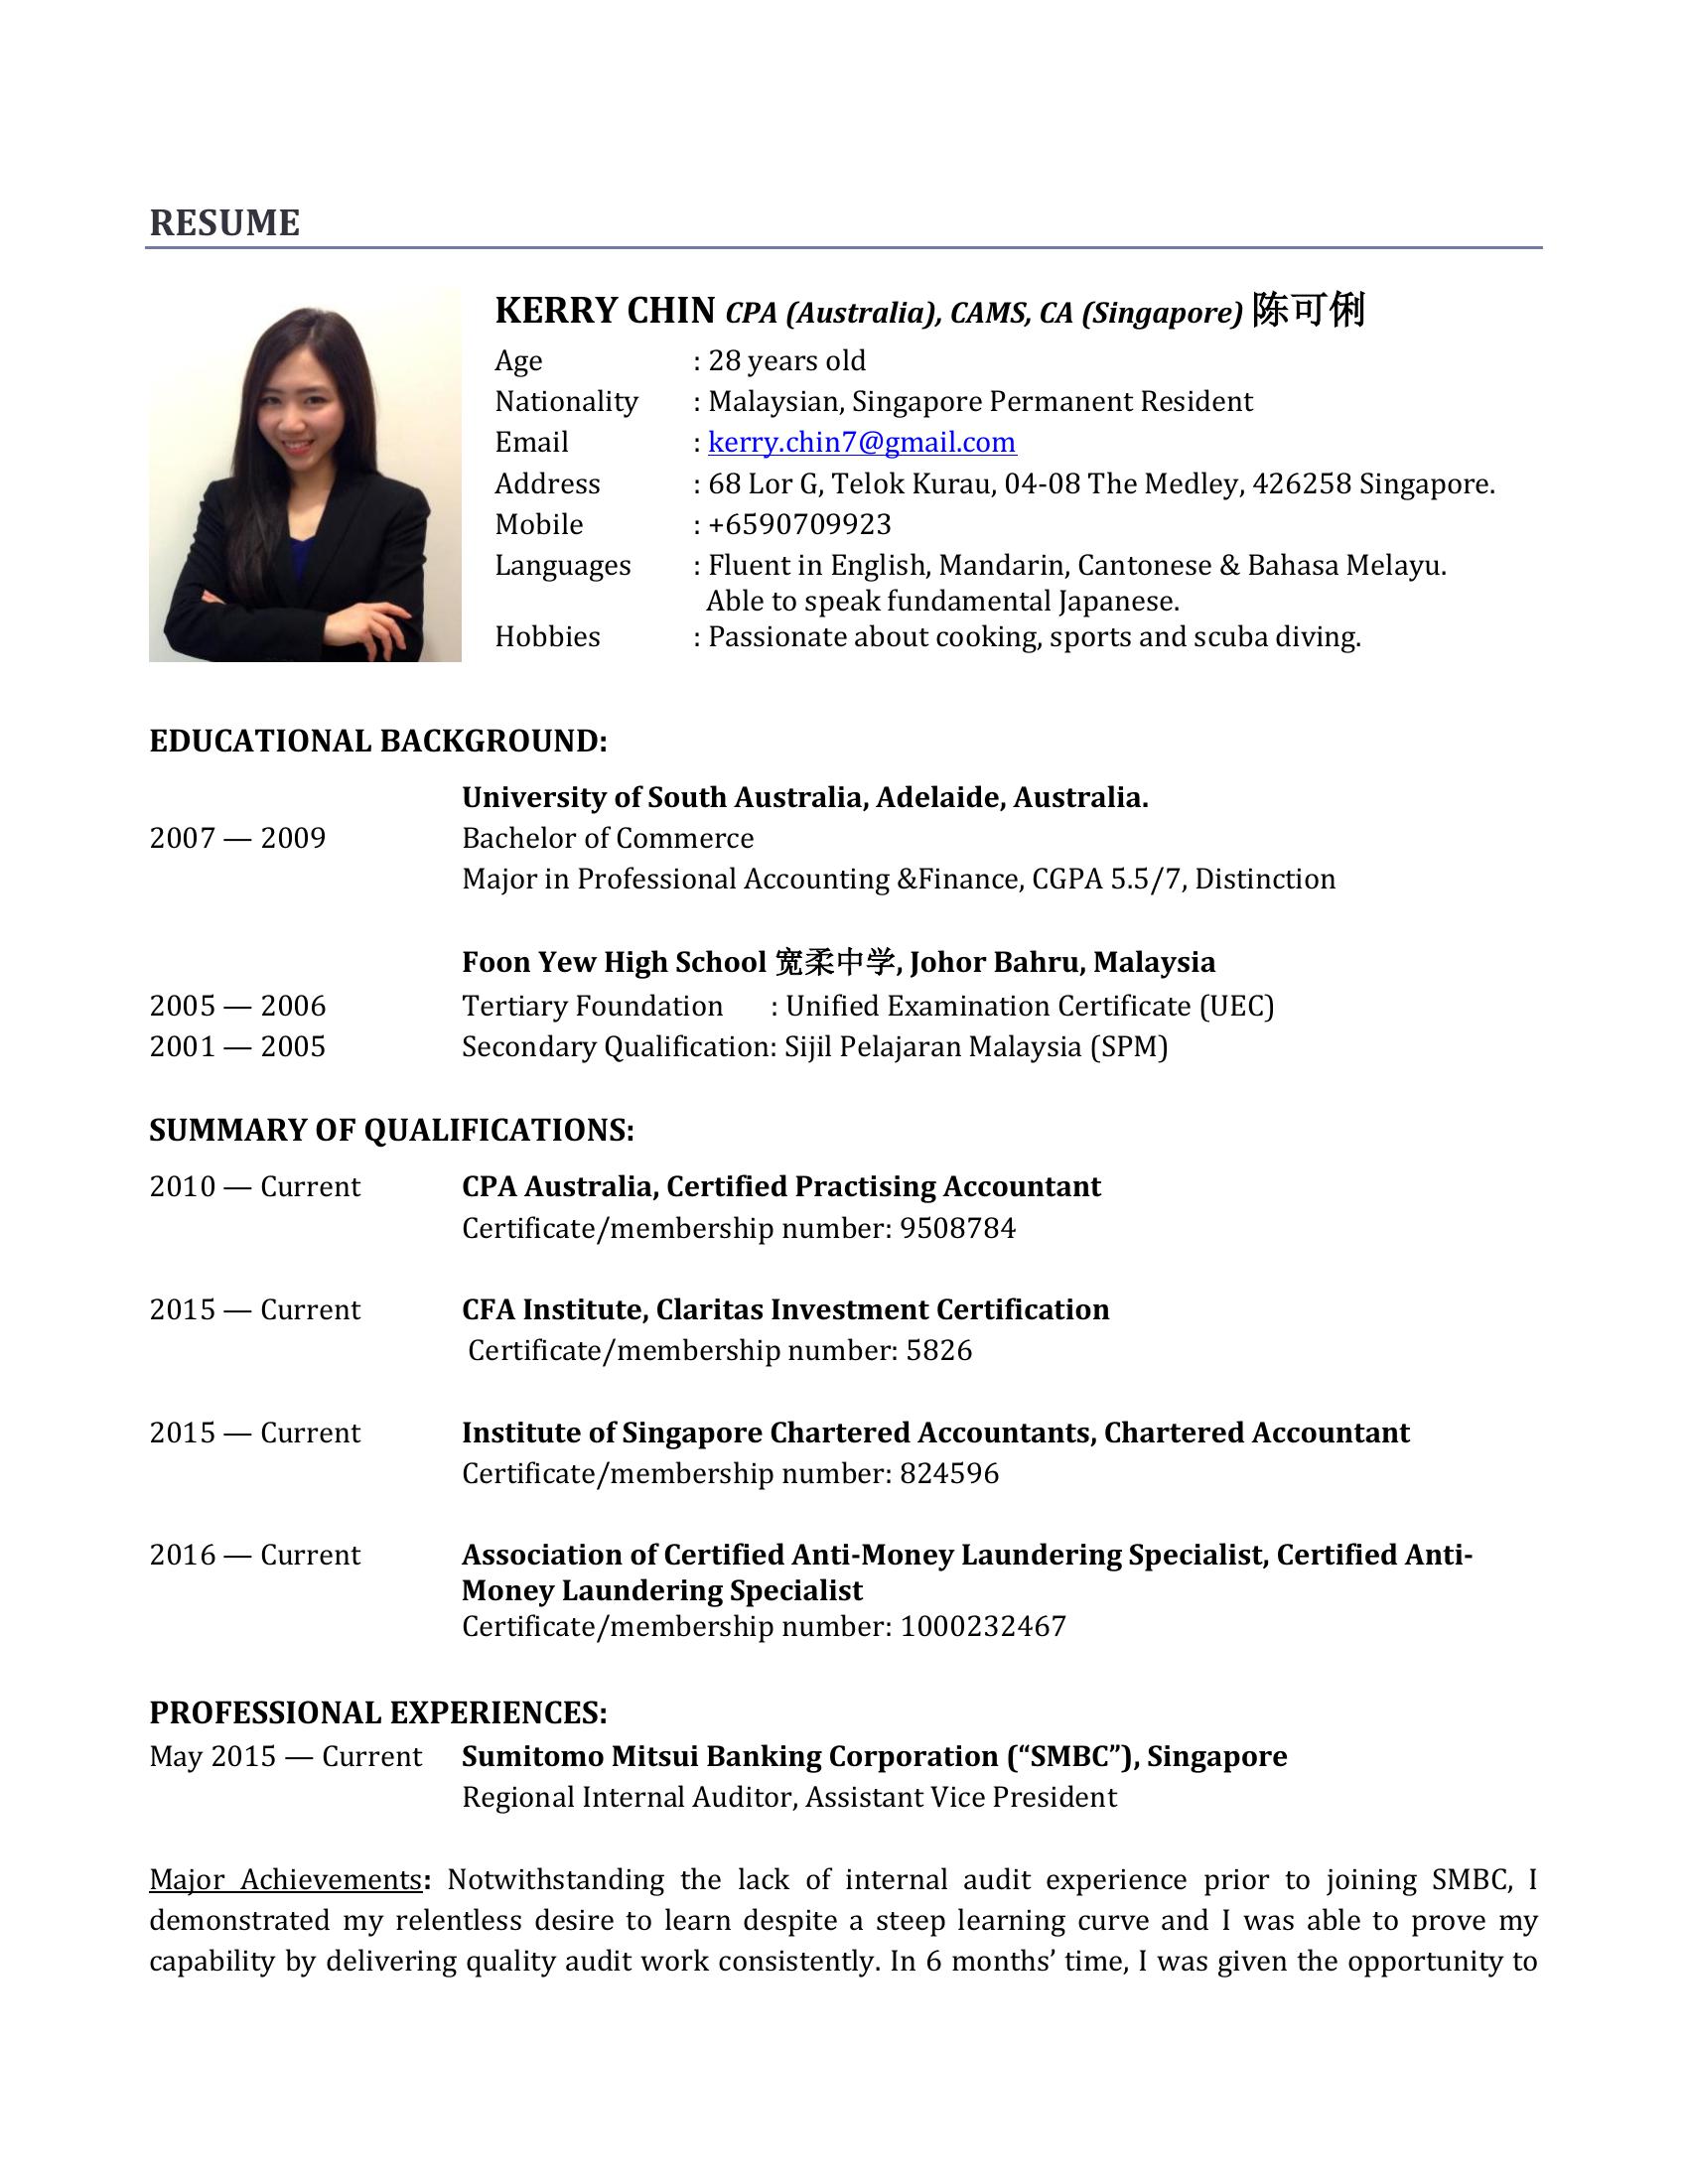 RESUME
KERRY CHIN CPA (Australia), CAMS, CA (Singapore) 陈可俐
Age : 28 years old
Nationality : Malaysian, Singapore Permanent Resident
Email : kerry.chin7@gmail.com
Address : 68 Lor G, Telok Kurau, 04-08 The Medley, 426258 Singapore.
Mobile : +6590709923
Languages : Fluent in English, Mandarin, Cantonese & Bahasa Melayu.
Able to speak fundamental Japanese.
Hobbies : Passionate about cooking, sports and scuba diving.
EDUCATIONAL BACKGROUND:
University of South Australia, Adelaide, Australia.
2007 — 2009 Bachelor of Commerce
Major in Professional Accounting &Finance, CGPA 5.5/7, Distinction
Foon Yew High School 宽柔中学, Johor Bahru, Malaysia
2005 — 2006 Tertiary Foundation : Unified Examination Certificate (UEC)
2001 — 2005 Secondary Qualification: Sijil Pelajaran Malaysia (SPM)
SUMMARY OF QUALIFICATIONS:
2010 — Current CPA Australia, Certified Practising Accountant
Certificate/membership number: 9508784
2015 — Current CFA Institute, Claritas Investment Certification
Certificate/membership number: 5826
2015 — Current Institute of Singapore Chartered Accountants, Chartered Accountant
Certificate/membership number: 824596
2016 — Current Association of Certified Anti-Money Laundering Specialist, Certified Anti-
Money Laundering Specialist
Certificate/membership number: 1000232467
PROFESSIONAL EXPERIENCES:
May 2015 — Current Sumitomo Mitsui Banking Corporation (“SMBC”), Singapore
Regional Internal Auditor, Assistant Vice President
Major Achievements: Notwithstanding the lack of internal audit experience prior to joining SMBC, I
demonstrated my relentless desire to learn despite a steep learning curve and I was able to prove my
capability by delivering quality audit work consistently. In 6 months’ time, I was given the opportunity to